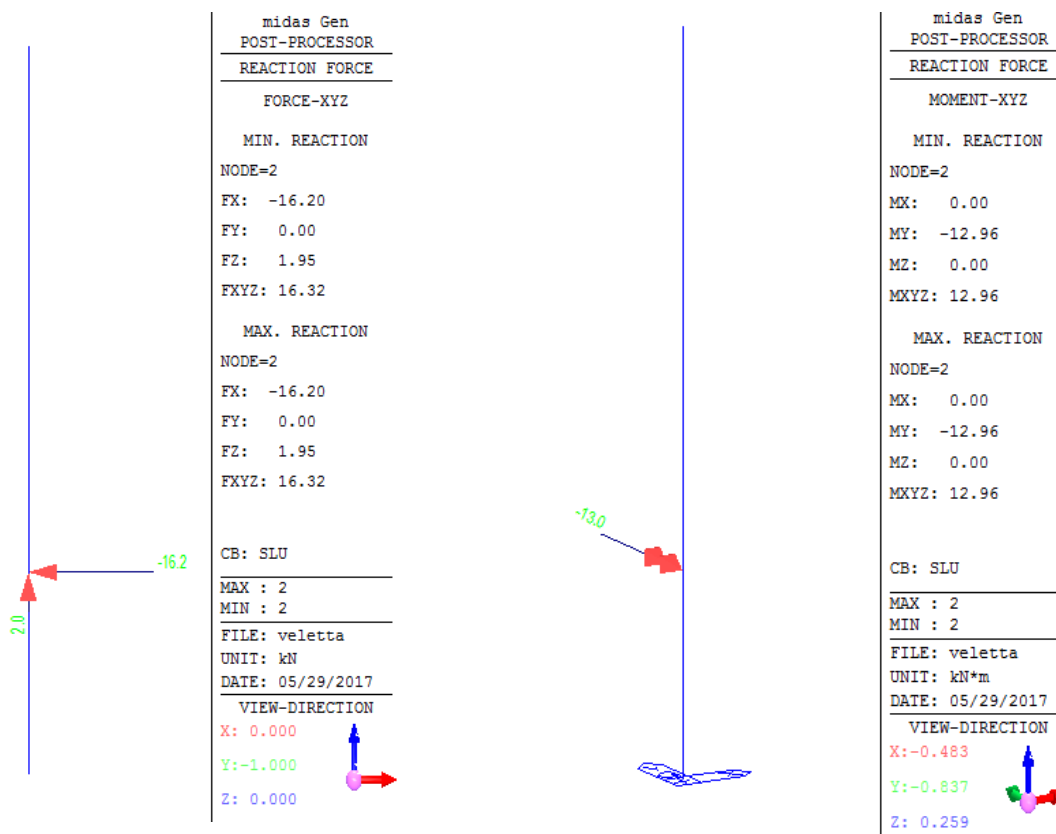 midas Gen
POST-PROCESSOR
REACTION FORCE
FORCE-XYZ
MIN. REACTION
NODE=2
FX: -16.20
FY: 0.00
FZ: 1.95
FXYZ: 16.32
MAX. REACTION
NODE=2
FX: -16.20
FY: 0.00
FZ: 1.95
FXYZ: 16.32
-16.2
2.0
CB: SLU
MAX : 2
MIN : 2
FILE: veletta
UNIT: kN
DATE: 05/29/2017
VIEW-DIRECTION
X: 0.000
Y:-1.000
Z: 0.000
midas Gen
POST-PROCESSOR
REACTION FORCE
MOMENT-XYZ
MIN. REACTION
NODE=2
MX: 0.00
MY: -12.96
MZ: 0.00
MXYZ: 12.96
MAX. REACTION
NODE=2
MX: 0.00
MY: -12.96
MZ: 0.00
MXYZ: 12.96
-13.0
CB: SLU
MAX : 2
MIN : 2
FILE: veletta
UNIT: kN*m
DATE: 05/29/2017
VIEW-DIRECTION
X:-0.483
Y:-0.837
Z: 0.259